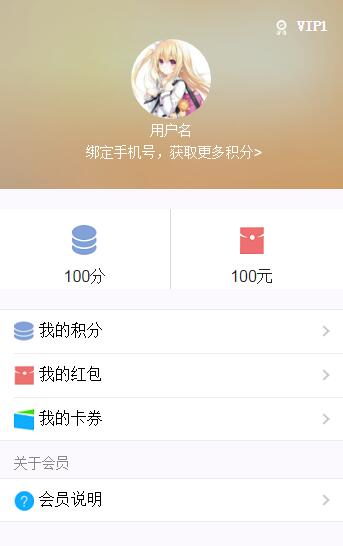 VIP1
用户名
绑定手机号，获取更多积分>
100分
100元
我的积分
我的红包
我的卡券
关于会员
会员说明